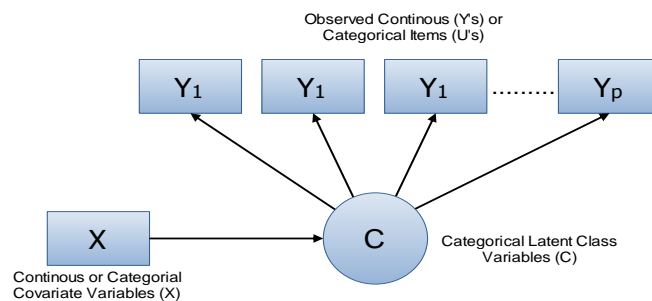 Observed Continous (Y's) or
Categorical Items (U's)
Y1
Y1
Y1
.........
Yp
X
C
Categorical Latent Class
Variables (C)
Continous or Categorial
Covariate Variables (X)